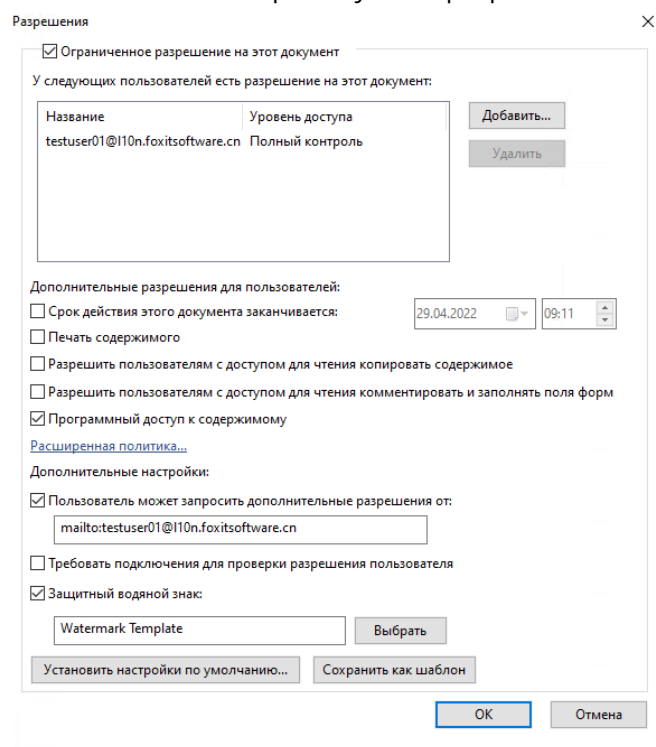 Разрешения
Ограниченное разрешение на этот документ
У следующих пользователей есть разрешение на этот документ:
Название Уровень доступа
Добавить...
testuser01@l10n.foxitsoftware.cn Полный контроль
Удалить
Дополнительные разрешения для пользователей:
Срок действия этого документа заканчивается: 29.04.2022 09:11
Печать содержимого
Разрешить пользователям с доступом для чтения копировать содержимое
Разрешить пользователям с доступом для чтения комментировать и заполнять поля форм
Программный доступ к содержимому
Расширенная политика...
Дополнительные настройки:
Пользователь может запросить дополнительные разрешения от:
mailto:testuser01@l10n.foxitsoftware.cn
Требовать подключения для проверки разрешения пользователя
Защитный водяной знак:
Watermark Template Выбрать
Установить настройки по умолчанию... Сохранить как шаблон
OK Отмена